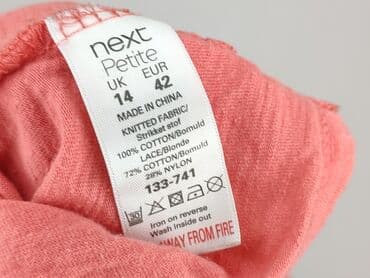 next
Petite
UK EUR
14 42
MADE IN CHINA
KNITTED FABRIC/
Strikket stof
100% COTTON/Bomuld
LACE/Blonde
72% COTTON/Bomuld
28% NYLON
133-741
30
Iron on reverse
Wash inside out
AWAY FROM FIRE